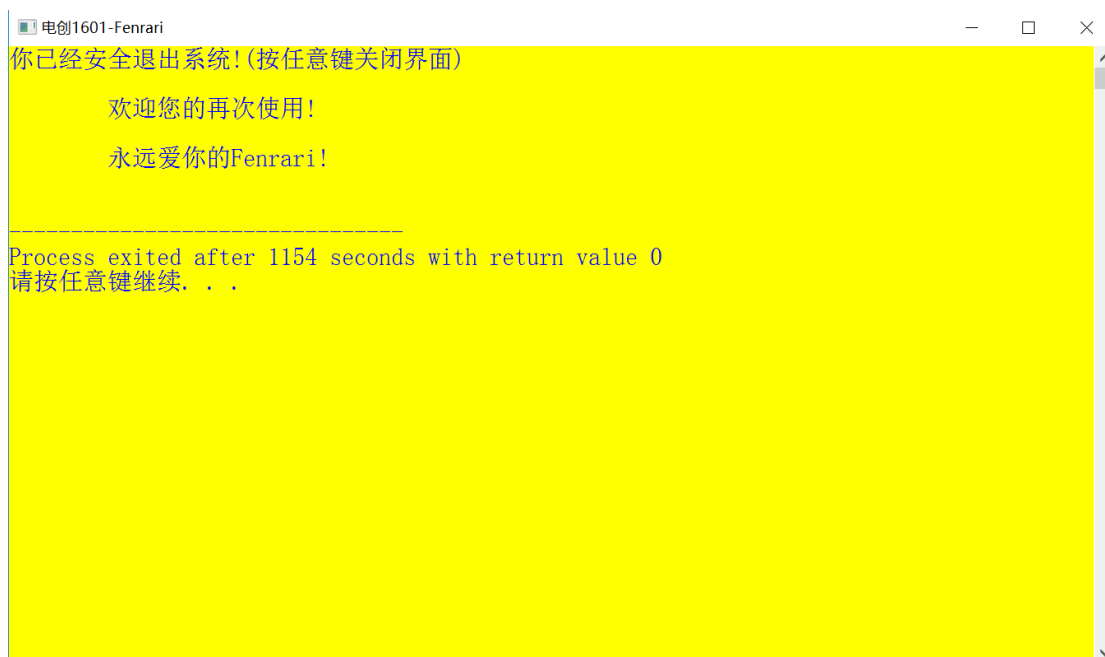 电创1601-Fenrari
你已经安全退出系统!(按任意键关闭界面)
欢迎您的再次使用!
永远爱你的Fenrari!
--------------------------------
Process exited after 1154 seconds with return value 0
请按任意键继续. . .